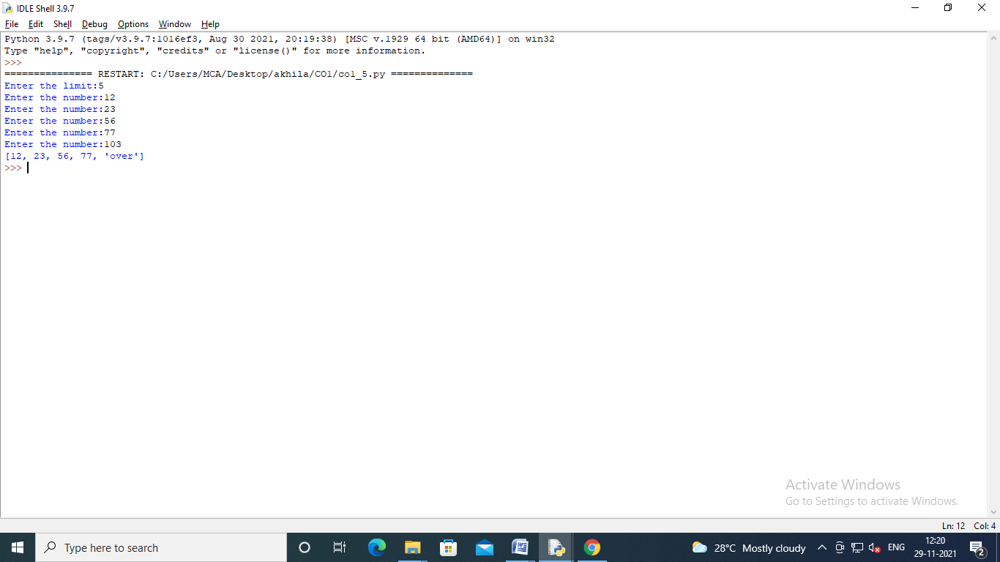 IDLE Shell 3.9.7
File Edit Shell Debug Options Window Help
Python 3.9.7 (tags/v3.9.7:1016ef3, Aug 30 2021, 20:19:38) [MSC v.1929 64 bit (AMD64)] on win32
Type "help", "copyright", "credits" or "license()" for more information.
>>>
=============== RESTART: C:/Users/MCA/Desktop/akhila/CO1/co1_5.py ==============
Enter the limit:5
Enter the number:12
Enter the number:23
Enter the number:56
Enter the number:77
Enter the number:103
[12, 23, 56, 77, 'over']
>>>
Activate Windows
Go to Settings to activate Windows.
Ln: 12 Col: 4
Type here to search
28°C Mostly cloudy
ENG
12:20
29-11-2021
2